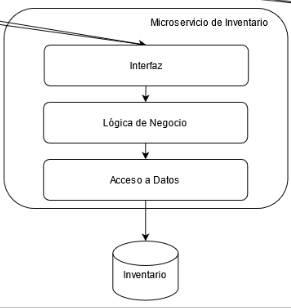 Microservicio de Inventario
Interfaz
Lógica de Negocio
Acceso a Datos
Inventario